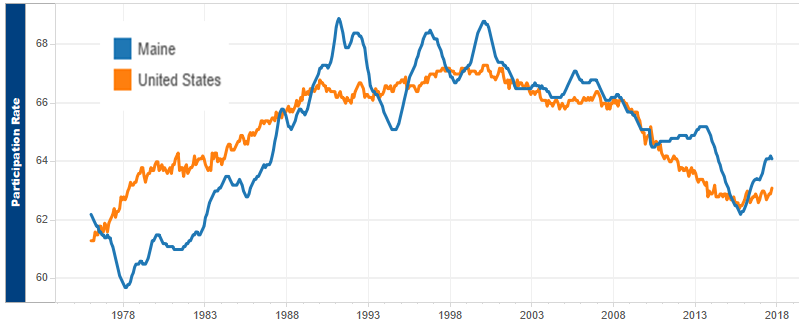 Participation Rate
Maine
United States
68
66
64
62
60
1978 1983 1988 1993 1998 2003 2008 2013 2018